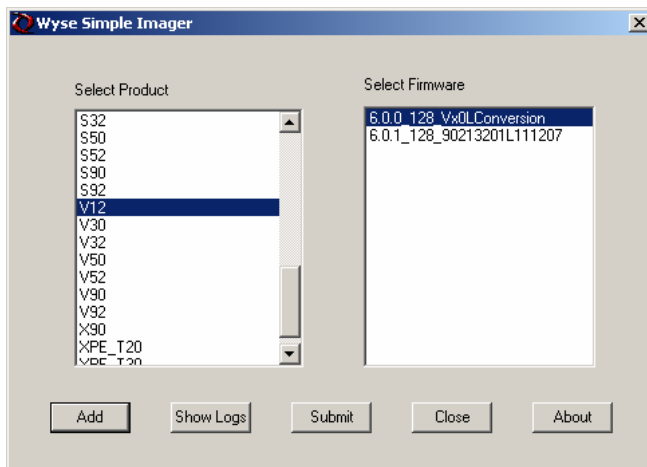 Wyse Simple Imager
Select Product
S32
S50
S52
S90
S92
V12
V30
V32
V50
V52
V90
V92
X90
XPE_T20
XPE_T30
Select Firmware
6.0.0_128_Vx0LConversion
6.0.1_128_90213201L111207
Add
Show Logs
Submit
Close
About